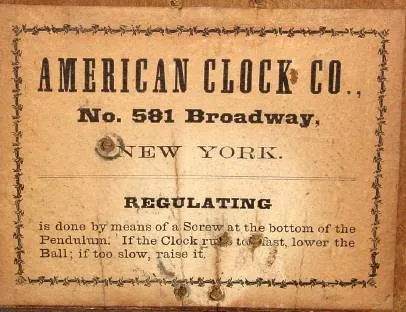 AMERICAN CLOCK CO.,
No. 581 Broadway,
NEW YORK.
REGULATING
is done by means of a Screw at the bottom of the
Pendulum. If the Clock runs too fast, lower the
Ball; if too slow, raise it.